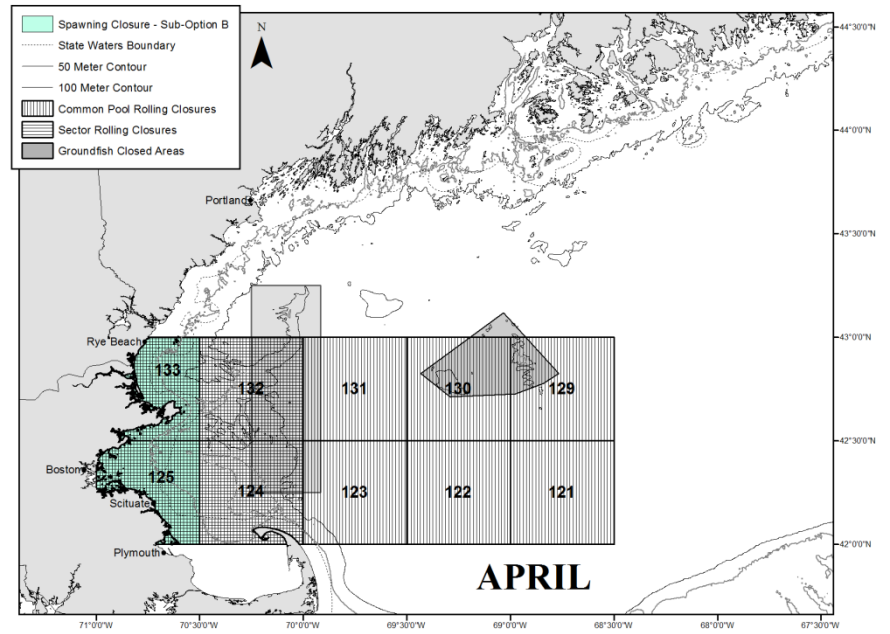 Spawning Closure - Sub-Option B
State Waters Boundary
50 Meter Contour
100 Meter Contour
Common Pool Rolling Closures
Sector Rolling Closures
Groundfish Closed Areas
N
44°30'0"N
44°0'0"N
Portland
43°30'0"N
Rye Beach
43°0'0"N
133
132
131
130
129
42°30'0"N
Boston
125
124
123
122
121
Scituate
42°0'0"N
Plymouth
APRIL
71°0'0"W
70°30'0"W
70°0'0"W
69°30'0"W
69°0'0"W
68°30'0"W
68°0'0"W
67°30'0"W